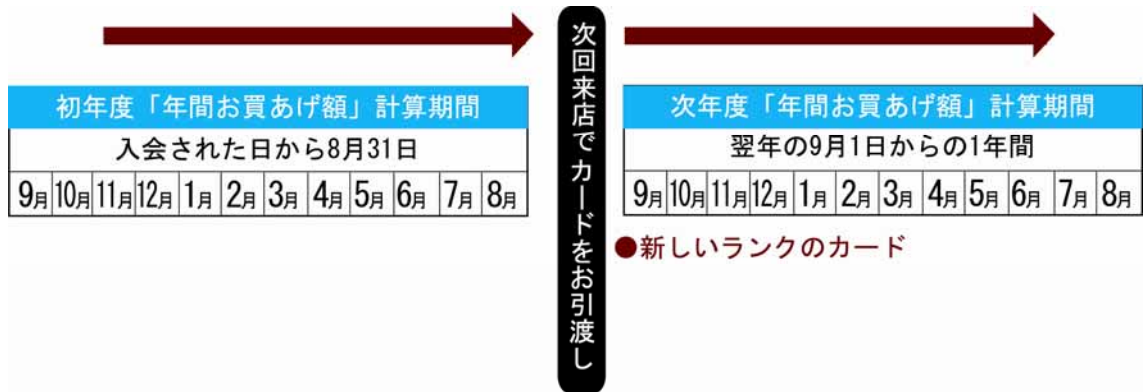 初年度「年間お買あげ額」計算期間
入会された日から8月31日
9月 10月 11月 12月 1月 2月 3月 4月 5月 6月 7月 8月
次回来店でカードをお引渡し
次年度「年間お買あげ額」計算期間
翌年の9月1日からの1年間
9月 10月 11月 12月 1月 2月 3月 4月 5月 6月 7月 8月
●新しいランクのカード